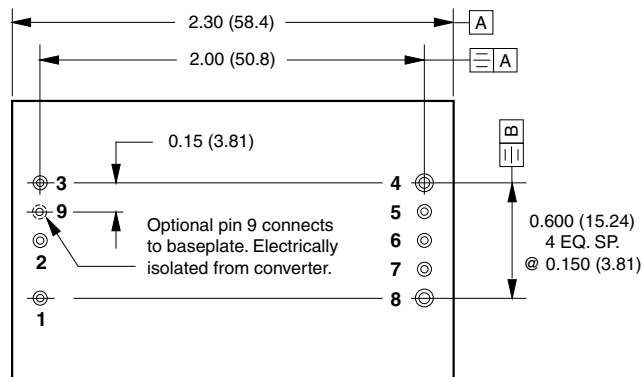 2.30 (58.4)
A
2.00 (50.8)
A
0.15 (3.81)
B
3
4
9
5
Optional pin 9 connects
to baseplate. Electrically
isolated from converter.
0.600 (15.24)
4 EQ. SP.
@ 0.150 (3.81)
2
6
7
1
8